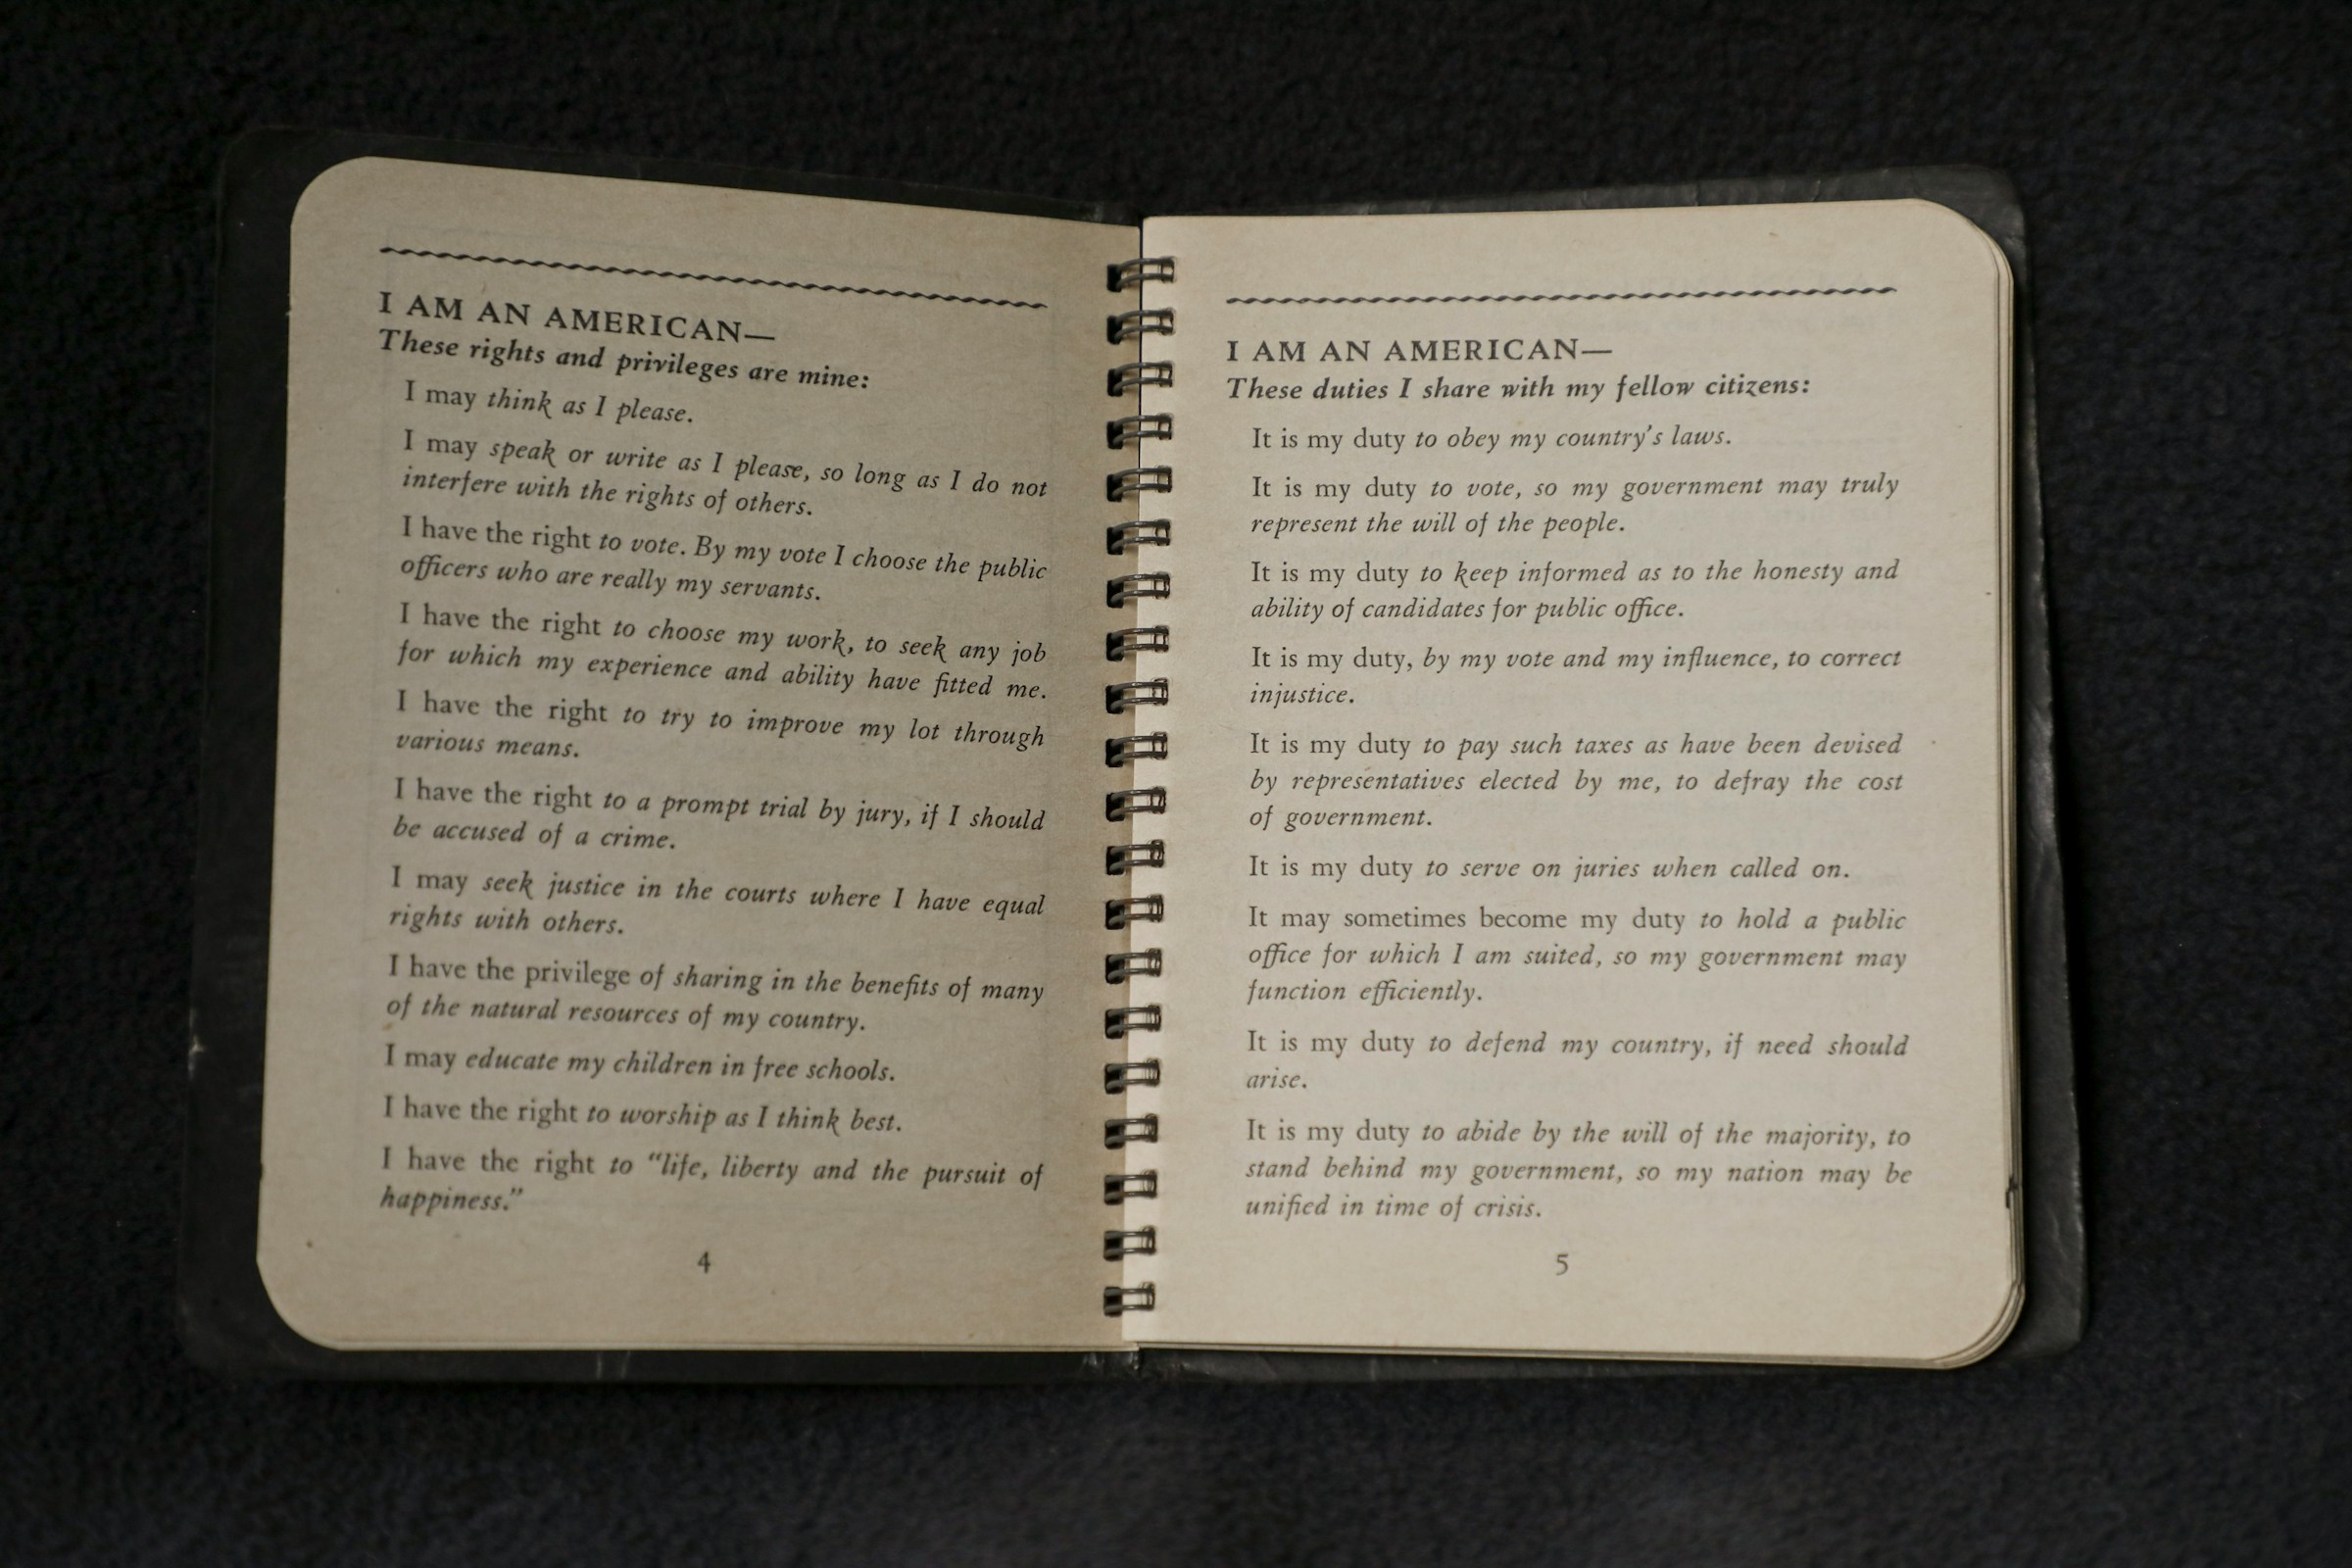 I AM AN AMERICAN—
These rights and privileges are mine:
I may think as I please.
I may speak or write as I please, so long as I do not
interfere with the rights of others.
I have the right to vote. By my vote I choose the public
officers who are really my servants.
I have the right to choose my work, to seek any job
for which my experience and ability have fitted me.
I have the right to try to improve my lot through
various means.
I have the right to a prompt trial by jury, if I should
be accused of a crime.
I may seek justice in the courts where I have equal
rights with others.
I have the privilege of sharing in the benefits of many
of the natural resources of my country.
I may educate my children in free schools.
I have the right to worship as I think best.
I have the right to “life, liberty and the pursuit of
happiness.”
4
I AM AN AMERICAN—
These duties I share with my fellow citizens:
It is my duty to obey my country’s laws.
It is my duty to vote, so my government may truly
represent the will of the people.
It is my duty to keep informed as to the honesty and
ability of candidates for public office.
It is my duty, by my vote and my influence, to correct
injustice.
It is my duty to pay such taxes as have been devised
by representatives elected by me, to defray the cost
of government.
It is my duty to serve on juries when called on.
It may sometimes become my duty to hold a public
office for which I am suited, so my government may
function efficiently.
It is my duty to defend my country, if need should
arise.
It is my duty to abide by the will of the majority, to
stand behind my government, so my nation may be
unified in time of crisis.
5